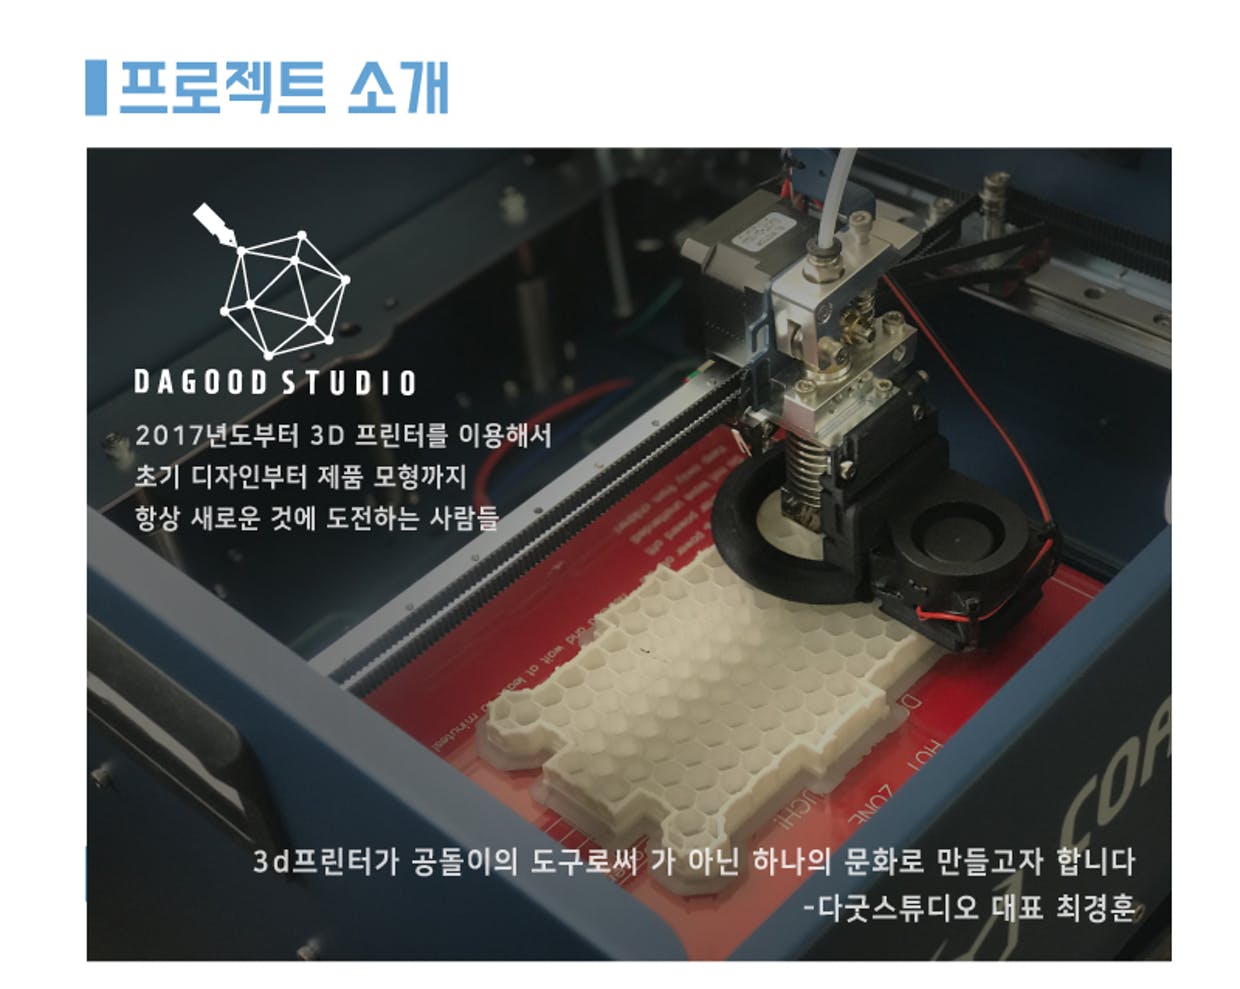 프로젝트 소개
DAGOOD STUDIO
2017년도부터 3D 프린터를 이용해서
초기 디자인부터 제품 모형까지
항상 새로운 것에 도전하는 사람들
HOT
ZONE
3d프린터가 공돌이의 도구로써 가 아닌 하나의 문화로 만들고자 합니다
-다굿스튜디오 대표 최경훈